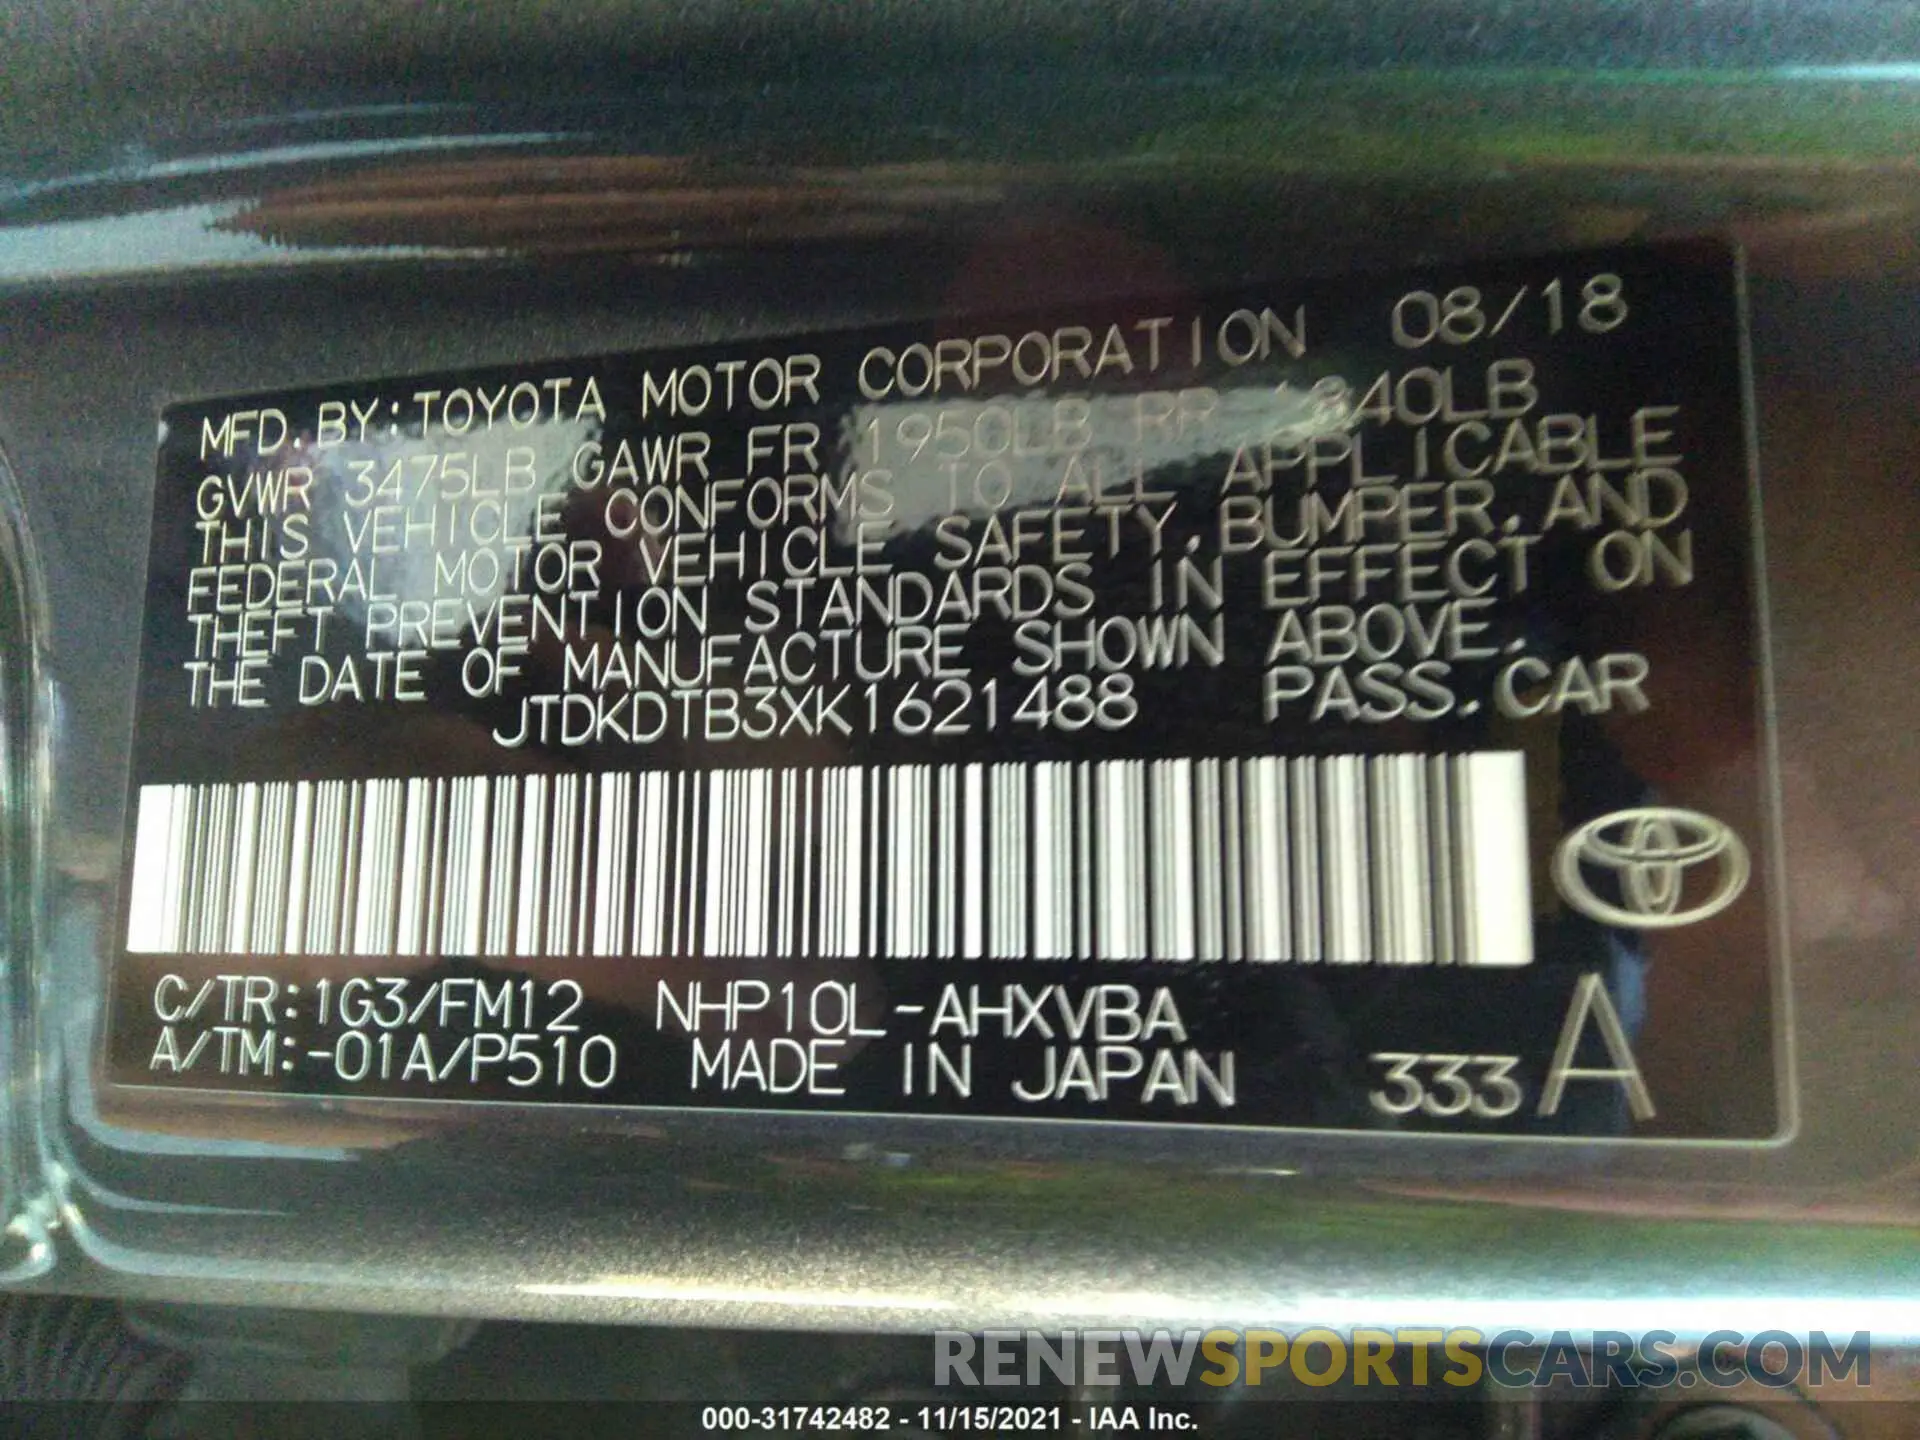 MFD.BY:TOYOTA MOTOR CORPORATION 08/18
GVWR 3475LB GAWR FR 1950LB RR 1840LB
THIS VEHICLE CONFORMS TO ALL APPLICABLE
FEDERAL MOTOR VEHICLE SAFETY,BUMPER,AND
THEFT PREVENTION STANDARDS IN EFFECT ON
THE DATE OF MANUFACTURE SHOWN ABOVE.
JTDKDTB3XK1621488 PASS.CAR
C/TR:1G3/FM12 NHP10L-AHXVBA
A/TM:-01A/P510 MADE IN JAPAN 333 A
RENEWSPORTSCARS.COM
000-31742482 - 11/15/2021 - IAA Inc.